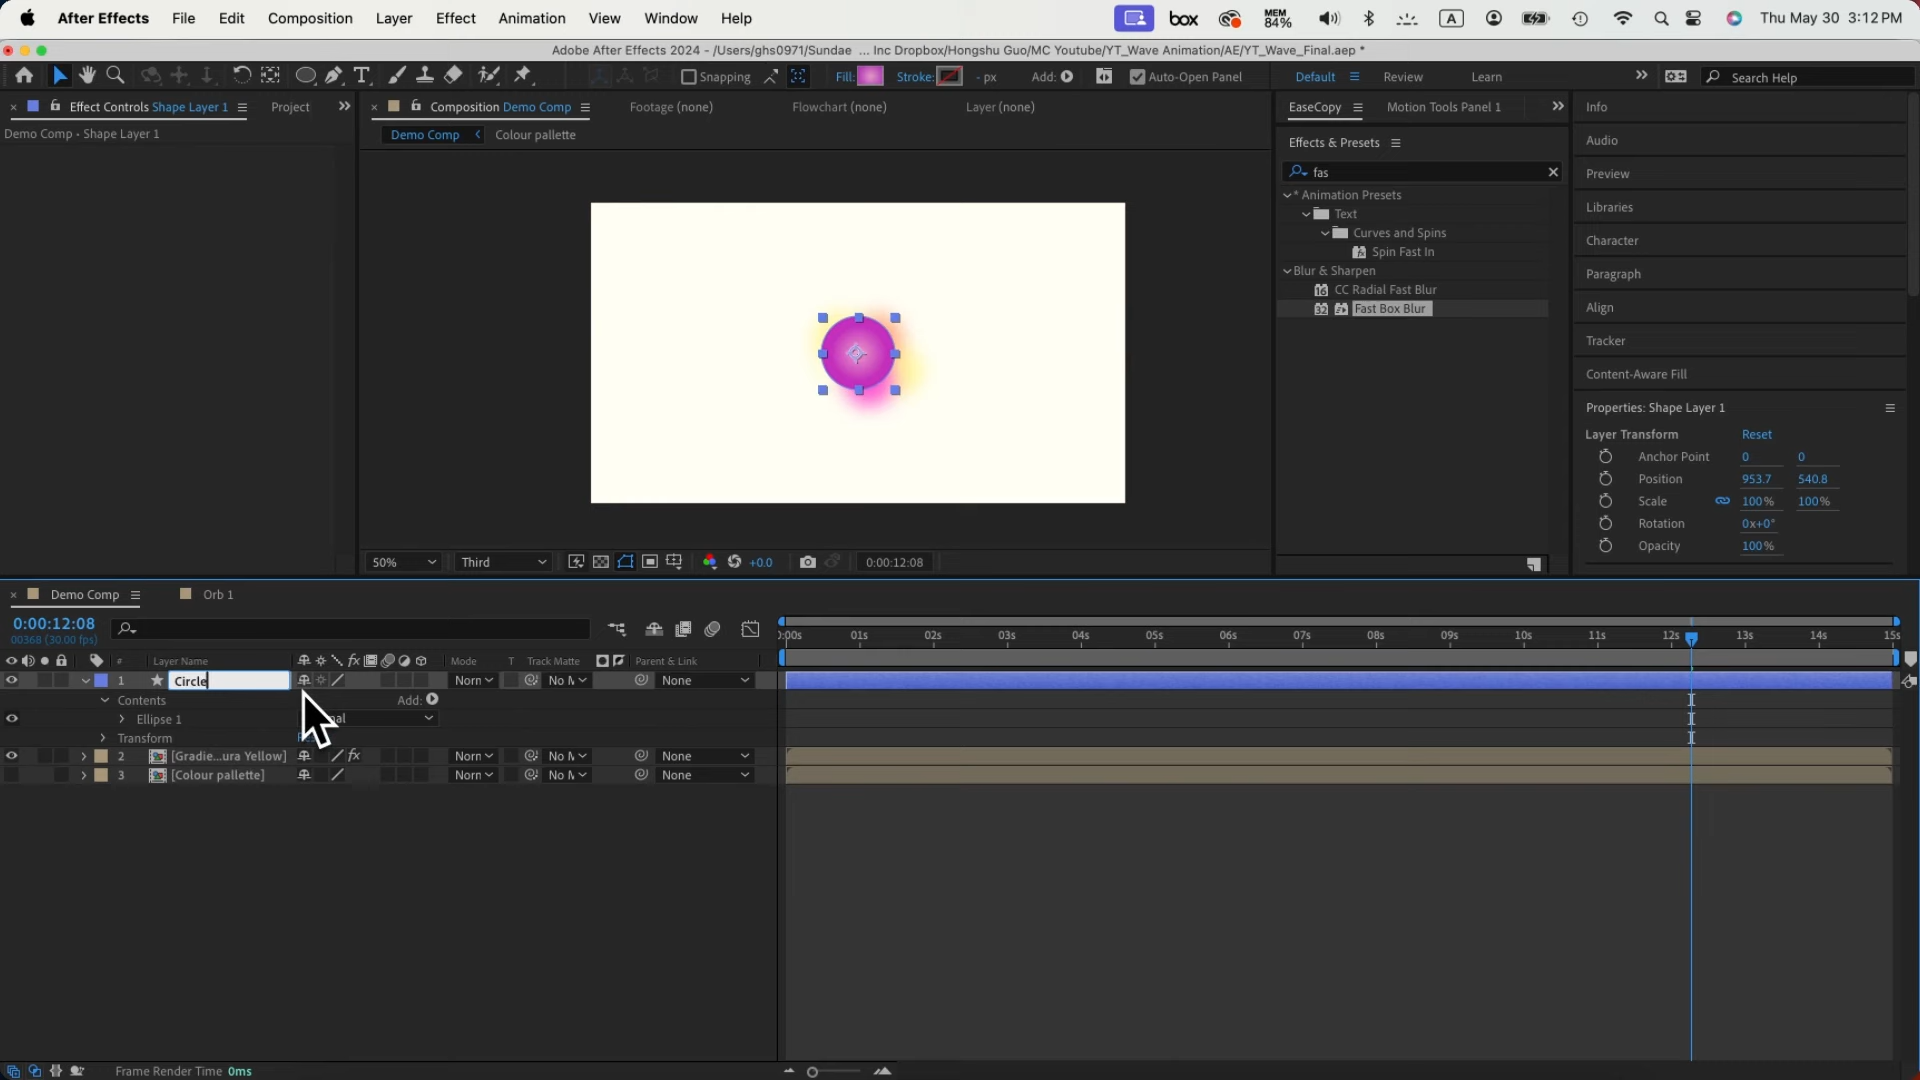 After Effects File Edit Composition Layer Effect Animation View Window Help box MEM 84% A Thu May 30 3:12 PM
Adobe After Effects 2024 - /Users/ghs0971/Sundae ... Inc Dropbox/Hongshu Guo/MC Youtube/YT_Wave Animation/AE/YT_Wave_Final.aep *
T Snapping Fill: Stroke: - px Add: Auto-Open Panel Default Review Learn Search Help
Effect Controls Shape Layer 1 Project Composition Demo Comp Footage (none) Flowchart (none) Layer (none) EaseCopy Motion Tools Panel 1 Info
Demo Comp • Shape Layer 1
Demo Comp Colour pallette
Effects & Presets
fas
* Animation Presets
Text
Curves and Spins
Spin Fast In
Blur & Sharpen
CC Radial Fast Blur
Fast Box Blur
Audio
Preview
Libraries
Character
Paragraph
Align
Tracker
Content-Aware Fill
Properties: Shape Layer 1
Layer Transform Reset
Anchor Point 0 0
Position 953.7 540.8
Scale 100% 100%
Rotation 0x+0°
Opacity 100%
50% Third +0.0 0:00:12:08
Demo Comp Orb 1
0:00:12:08
00368 (30.00 fps)
:00s 01s 02s 03s 04s 05s 06s 07s 08s 09s 10s 11s 12s 13s 14s 15s
# Layer Name fx Mode T Track Matte Parent & Link
1 Circle Norn No M None
Contents Add:
Ellipse 1
Transform
2 [Gradie...ura Yellow] fx Norn No M None
3 [Colour pallette] Norn No M None
Frame Render Time 0ms